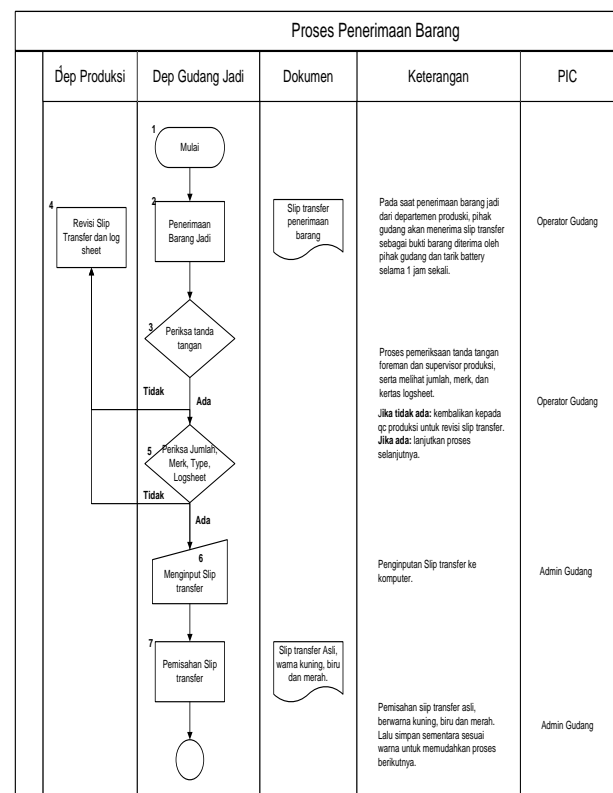 Proses Penerimaan Barang
1
Dep Produksi
Dep Gudang Jadi
Dokumen
Keterangan
PIC
1
Mulai
4
Revisi Slip
Transfer dan log
sheet
2
Penerimaan
Barang Jadi
Slip transfer
penerimaan
barang
Pada saat penerimaan barang jadi
dari departemen produski, pihak
gudang akan menerima slip transfer
sebagai bukti barang diterima oleh
pihak gudang dan tarik battery
selama 1 jam sekali.
Operator Gudang
3
Periksa tanda
tangan
Tidak
Ada
Proses pemeriksaan tanda tangan
foreman dan supervisor produksi,
serta melihat jumlah, merk, dan
kertas logsheet.
Jika tidak ada: kembalikan kepada
qc produksi untuk revisi slip transfer.
Jika ada: lanjutkan proses
selanjutnya.
Operator Gudang
5
Periksa Jumlah,
Merk, Type,
Logsheet
Tidak
Ada
6
Menginput Slip
transfer
Penginputan Slip transfer ke
komputer.
Admin Gudang
7
Pemisahan Slip
transfer
Slip transfer Asli,
warna kuning, biru
dan merah.
Pemisahan siip transfer asli,
berwarna kuning, biru dan merah.
Lalu simpan sementara sesuai
warna untuk memudahkan proses
berikutnya.
Admin Gudang